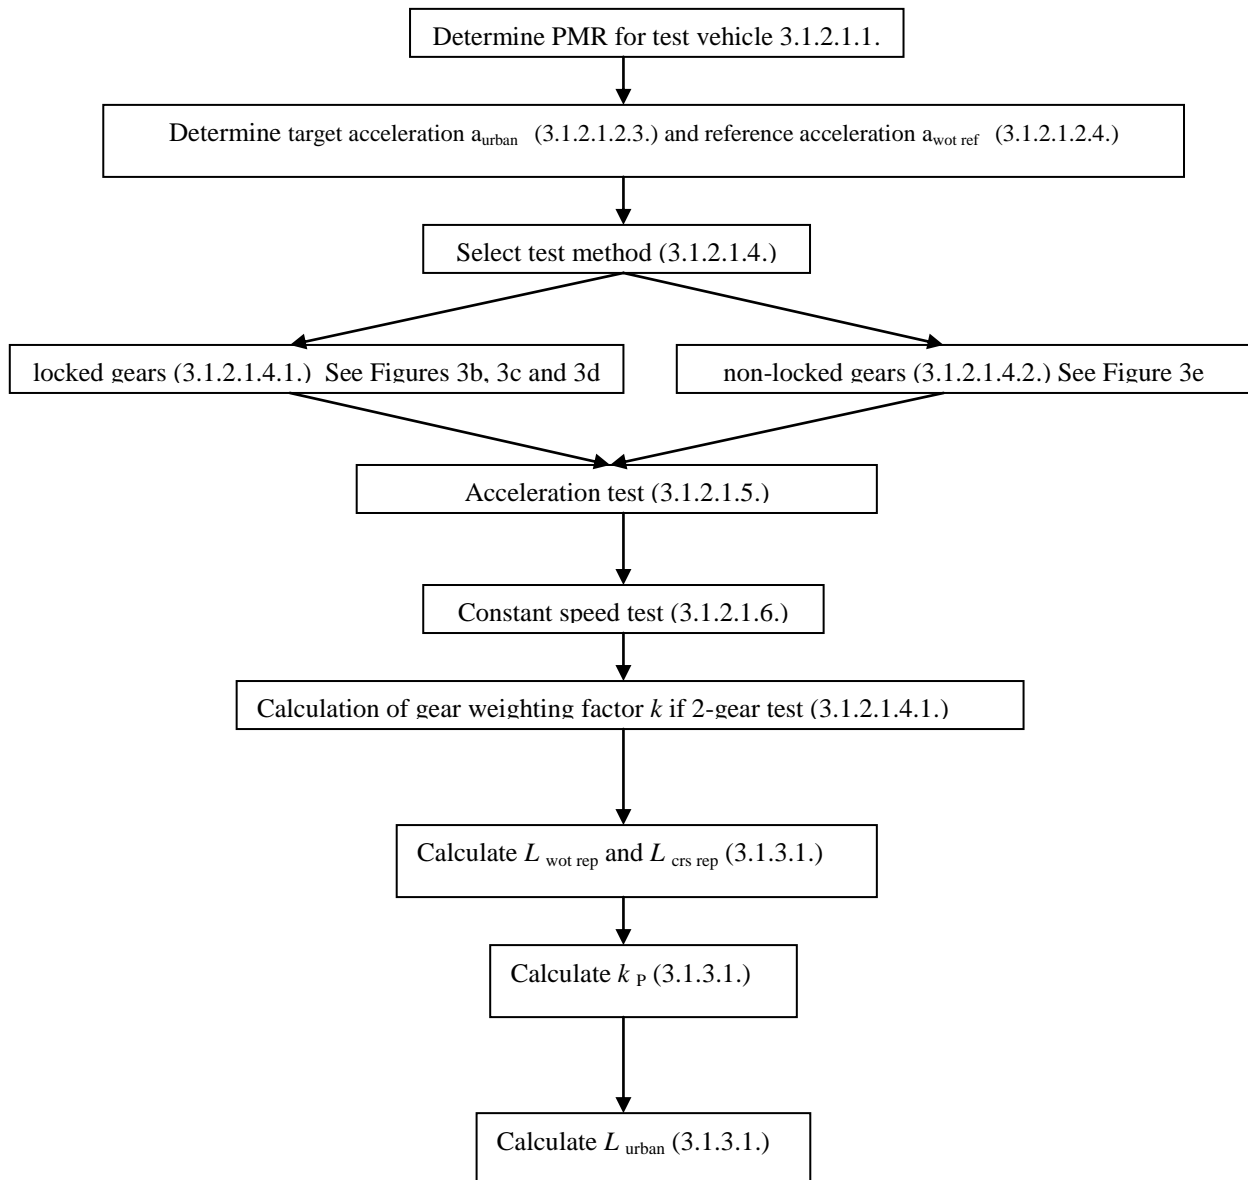 Determine PMR for test vehicle 3.1.2.1.1.
Determine target acceleration a urban (3.1.2.1.2.3.) and reference acceleration a wot ref (3.1.2.1.2.4.)
Select test method (3.1.2.1.4.)
locked gears (3.1.2.1.4.1.) See Figures 3b, 3c and 3d
non-locked gears (3.1.2.1.4.2.) See Figure 3e
Acceleration test (3.1.2.1.5.)
Constant speed test (3.1.2.1.6.)
Calculation of gear weighting factor k if 2-gear test (3.1.2.1.4.1.)
Calculate L wot rep and L crs rep (3.1.3.1.)
Calculate k P (3.1.3.1.)
Calculate L urban (3.1.3.1.)